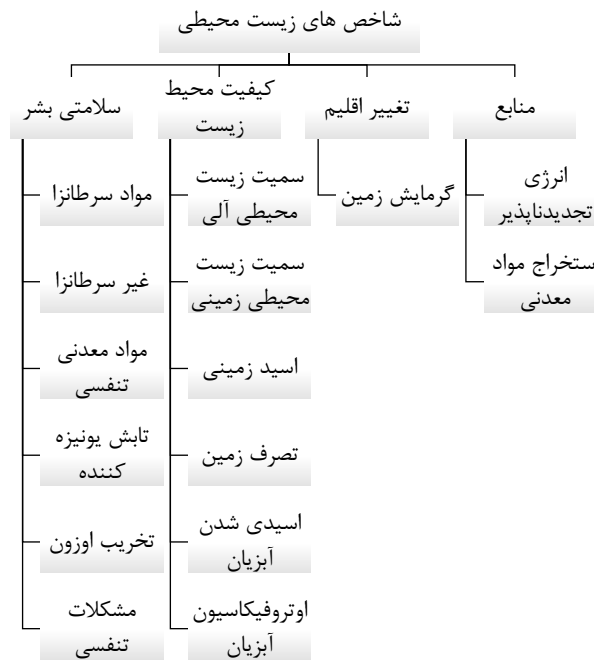 شاخص های زیست محیطی
سلامتی بشر
مواد سرطانزا
غیر سرطانزا
مواد معدنی
تنفسی
تابش یونیزه
کننده
تخریب اوزون
مشکلات
تنفسی
کیفیت محیط
زیست
سمیت زیست
محیطی آلی
سمیت زیست
محیطی زمینی
اسید زمینی
تصرف زمین
اسیدی شدن
آبزیان
اوتروفیکاسیون
آبزیان
تغییر اقلیم
گرمایش زمین
منابع
انرژی
تجدیدناپذیر
ستخراج مواد
معدنی